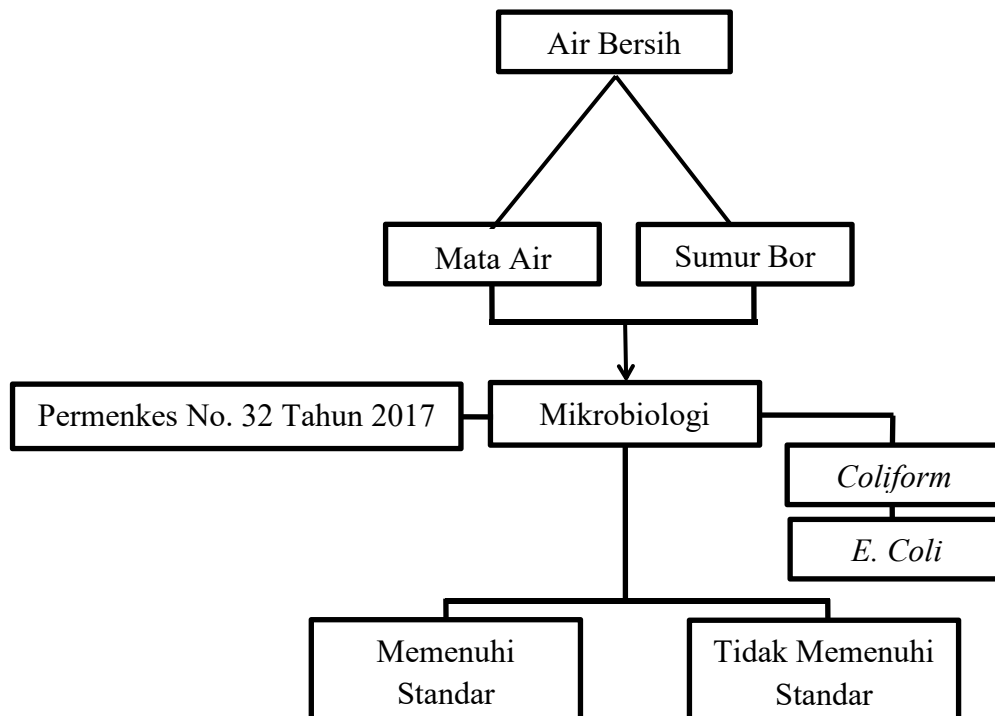 Air Bersih
Mata Air
Sumur Bor
Permenkes No. 32 Tahun 2017
Mikrobiologi
Coliform
E. Coli
Memenuhi
Standar
Tidak Memenuhi
Standar